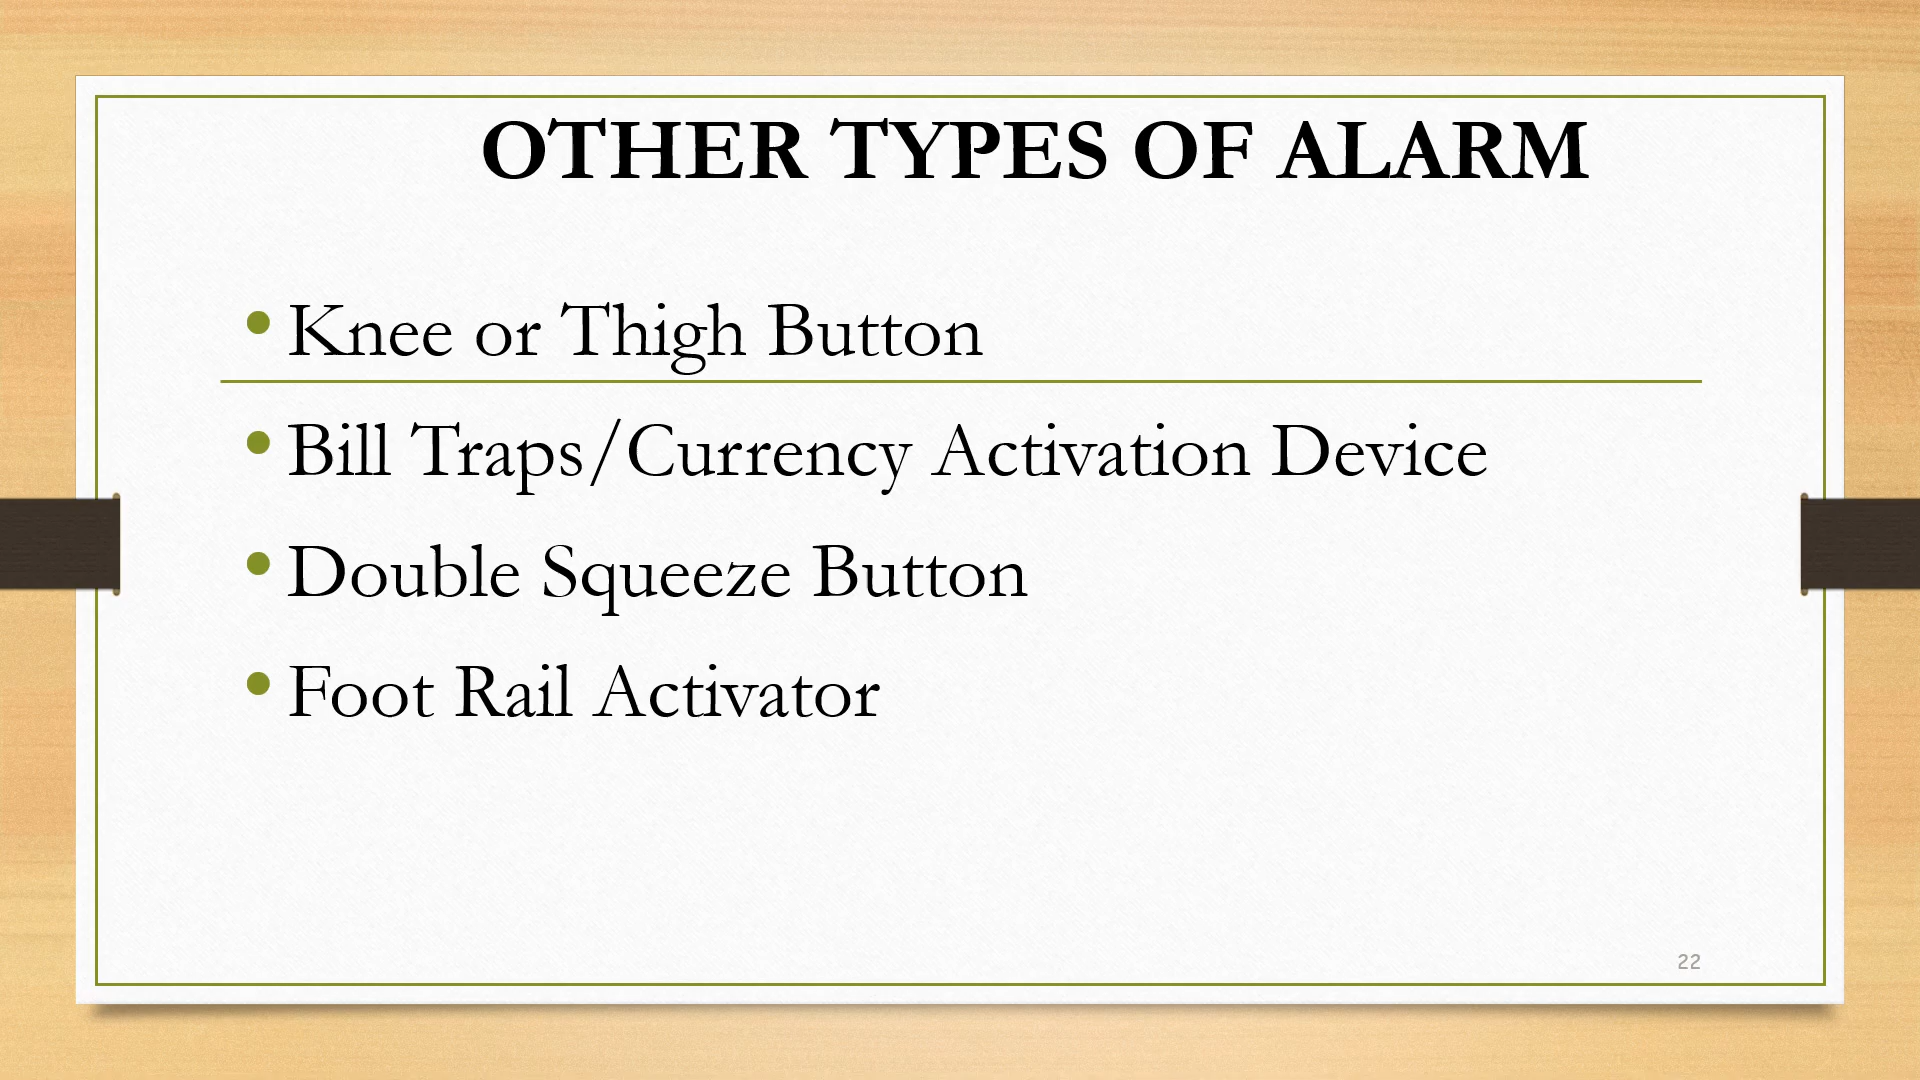 OTHER TYPES OF ALARM
• Knee or Thigh Button
• Bill Traps/Currency Activation Device
• Double Squeeze Button
• Foot Rail Activator
22